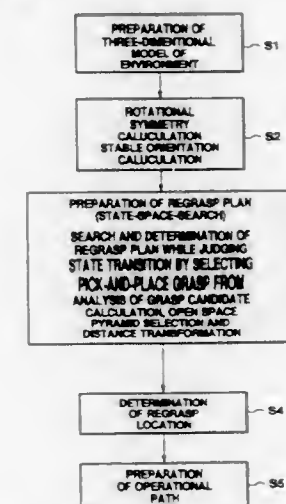 PREPARATION OF
THREE-DIMENTIONAL
MODEL OF
ENVIRONMENT
S1
ROTATIONAL
SYMMETRY
CALUCULATION
STABLE ORIENTATION
CALUCULATION
S2
PREPARATION OF REGRASP PLAN
(STATE-SPACE-SEARCH)
SEARCH AND DETERMINATION OF
REGRASP PLAN WHILE JUDGING
STATE TRANSITION BY SELECTING
PICK-AND-PLACE GRASP FROM
ANALYSIS OF GRASP CANDIDATE
CALCULATION, OPEN SPACE
PYRAMID SELECTION AND
DISTANCE TRANSFORMATION
DETERMINATION
OF REGRASP
LOCATION
S4
PREPARATION
OF OPERATIONAL
PATH
S5